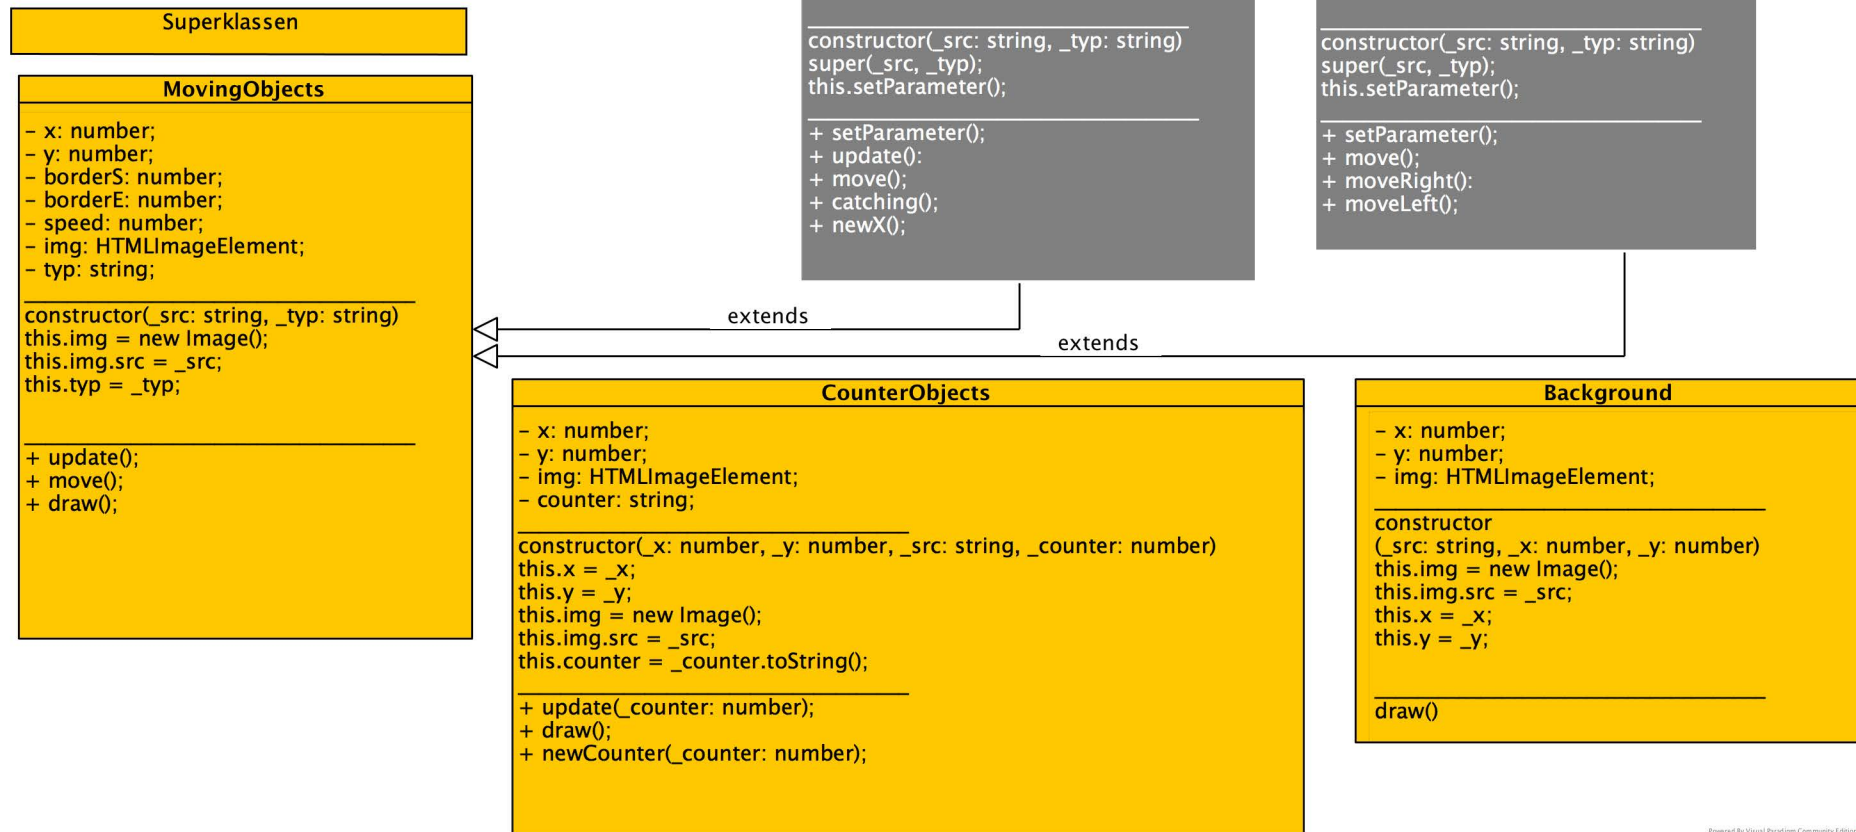 Superklassen
MovingObjects
– x: number;
– y: number;
– borderS: number;
– borderE: number;
– speed: number;
– img: HTMLImageElement;
– typ: string;
constructor(_src: string, _typ: string)
this.img = new Image();
this.img.src = _src;
this.typ = _typ;
+ update();
+ move();
+ draw();
constructor(_src: string, _typ: string)
super(_src, _typ);
this.setParameter();
+ setParameter();
+ update():
+ move();
+ catching();
+ newX();
constructor(_src: string, _typ: string)
super(_src, _typ);
this.setParameter();
+ setParameter();
+ move();
+ moveRight():
+ moveLeft();
extends
extends
CounterObjects
– x: number;
– y: number;
– img: HTMLImageElement;
– counter: string;
constructor(_x: number, _y: number, _src: string, _counter: number)
this.x = _x;
this.y = _y;
this.img = new Image();
this.img.src = _src;
this.counter = _counter.toString();
+ update(_counter: number);
+ draw();
+ newCounter(_counter: number);
Background
– x: number;
– y: number;
– img: HTMLImageElement;
constructor
(_src: string, _x: number, _y: number)
this.img = new Image();
this.img.src = _src;
this.x = _x;
this.y = _y;
draw()
Powered By Visual Paradigm Community Edition